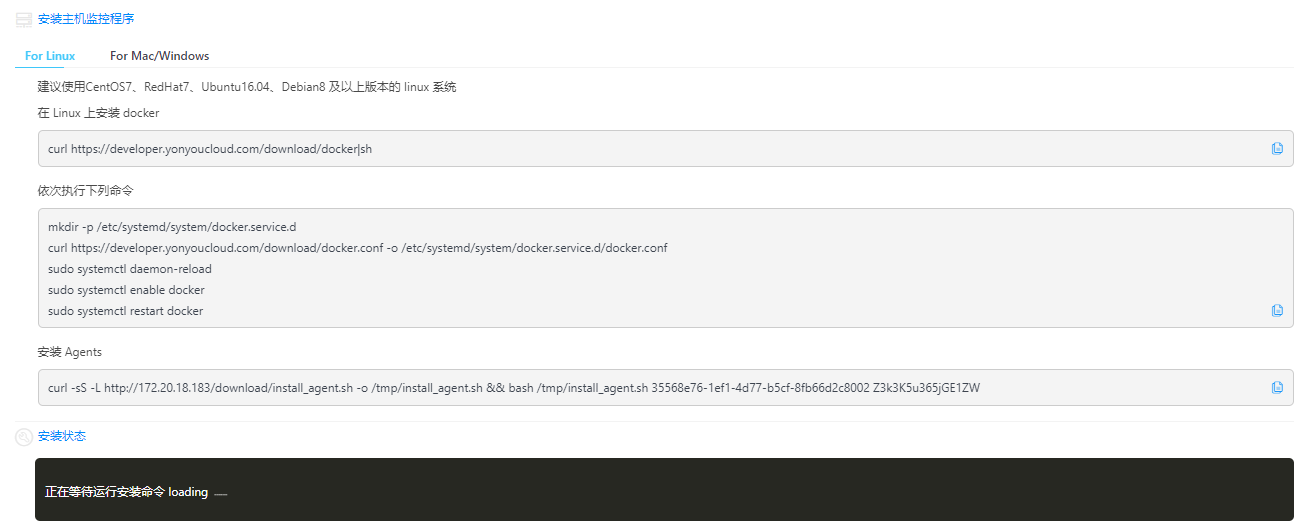 安装主机监控程序
For Linux For Mac/Windows
建议使用CentOS7、RedHat7、Ubuntu16.04、Debian8 及以上版本的 linux 系统
在 Linux 上安装 docker
curl https://developer.yonyoucloud.com/download/docker|sh
依次执行下列命令
mkdir -p /etc/systemd/system/docker.service.d
curl https://developer.yonyoucloud.com/download/docker.conf -o /etc/systemd/system/docker.service.d/docker.conf
sudo systemctl daemon-reload
sudo systemctl enable docker
sudo systemctl restart docker
安装 Agents
curl -sS -L http://172.20.18.183/download/install_agent.sh -o /tmp/install_agent.sh && bash /tmp/install_agent.sh 35568e76-1ef1-4d77-b5cf-8fb66d2c8002 Z3k3K5u365jGE1ZW
安装状态
正在等待运行安装命令 loading